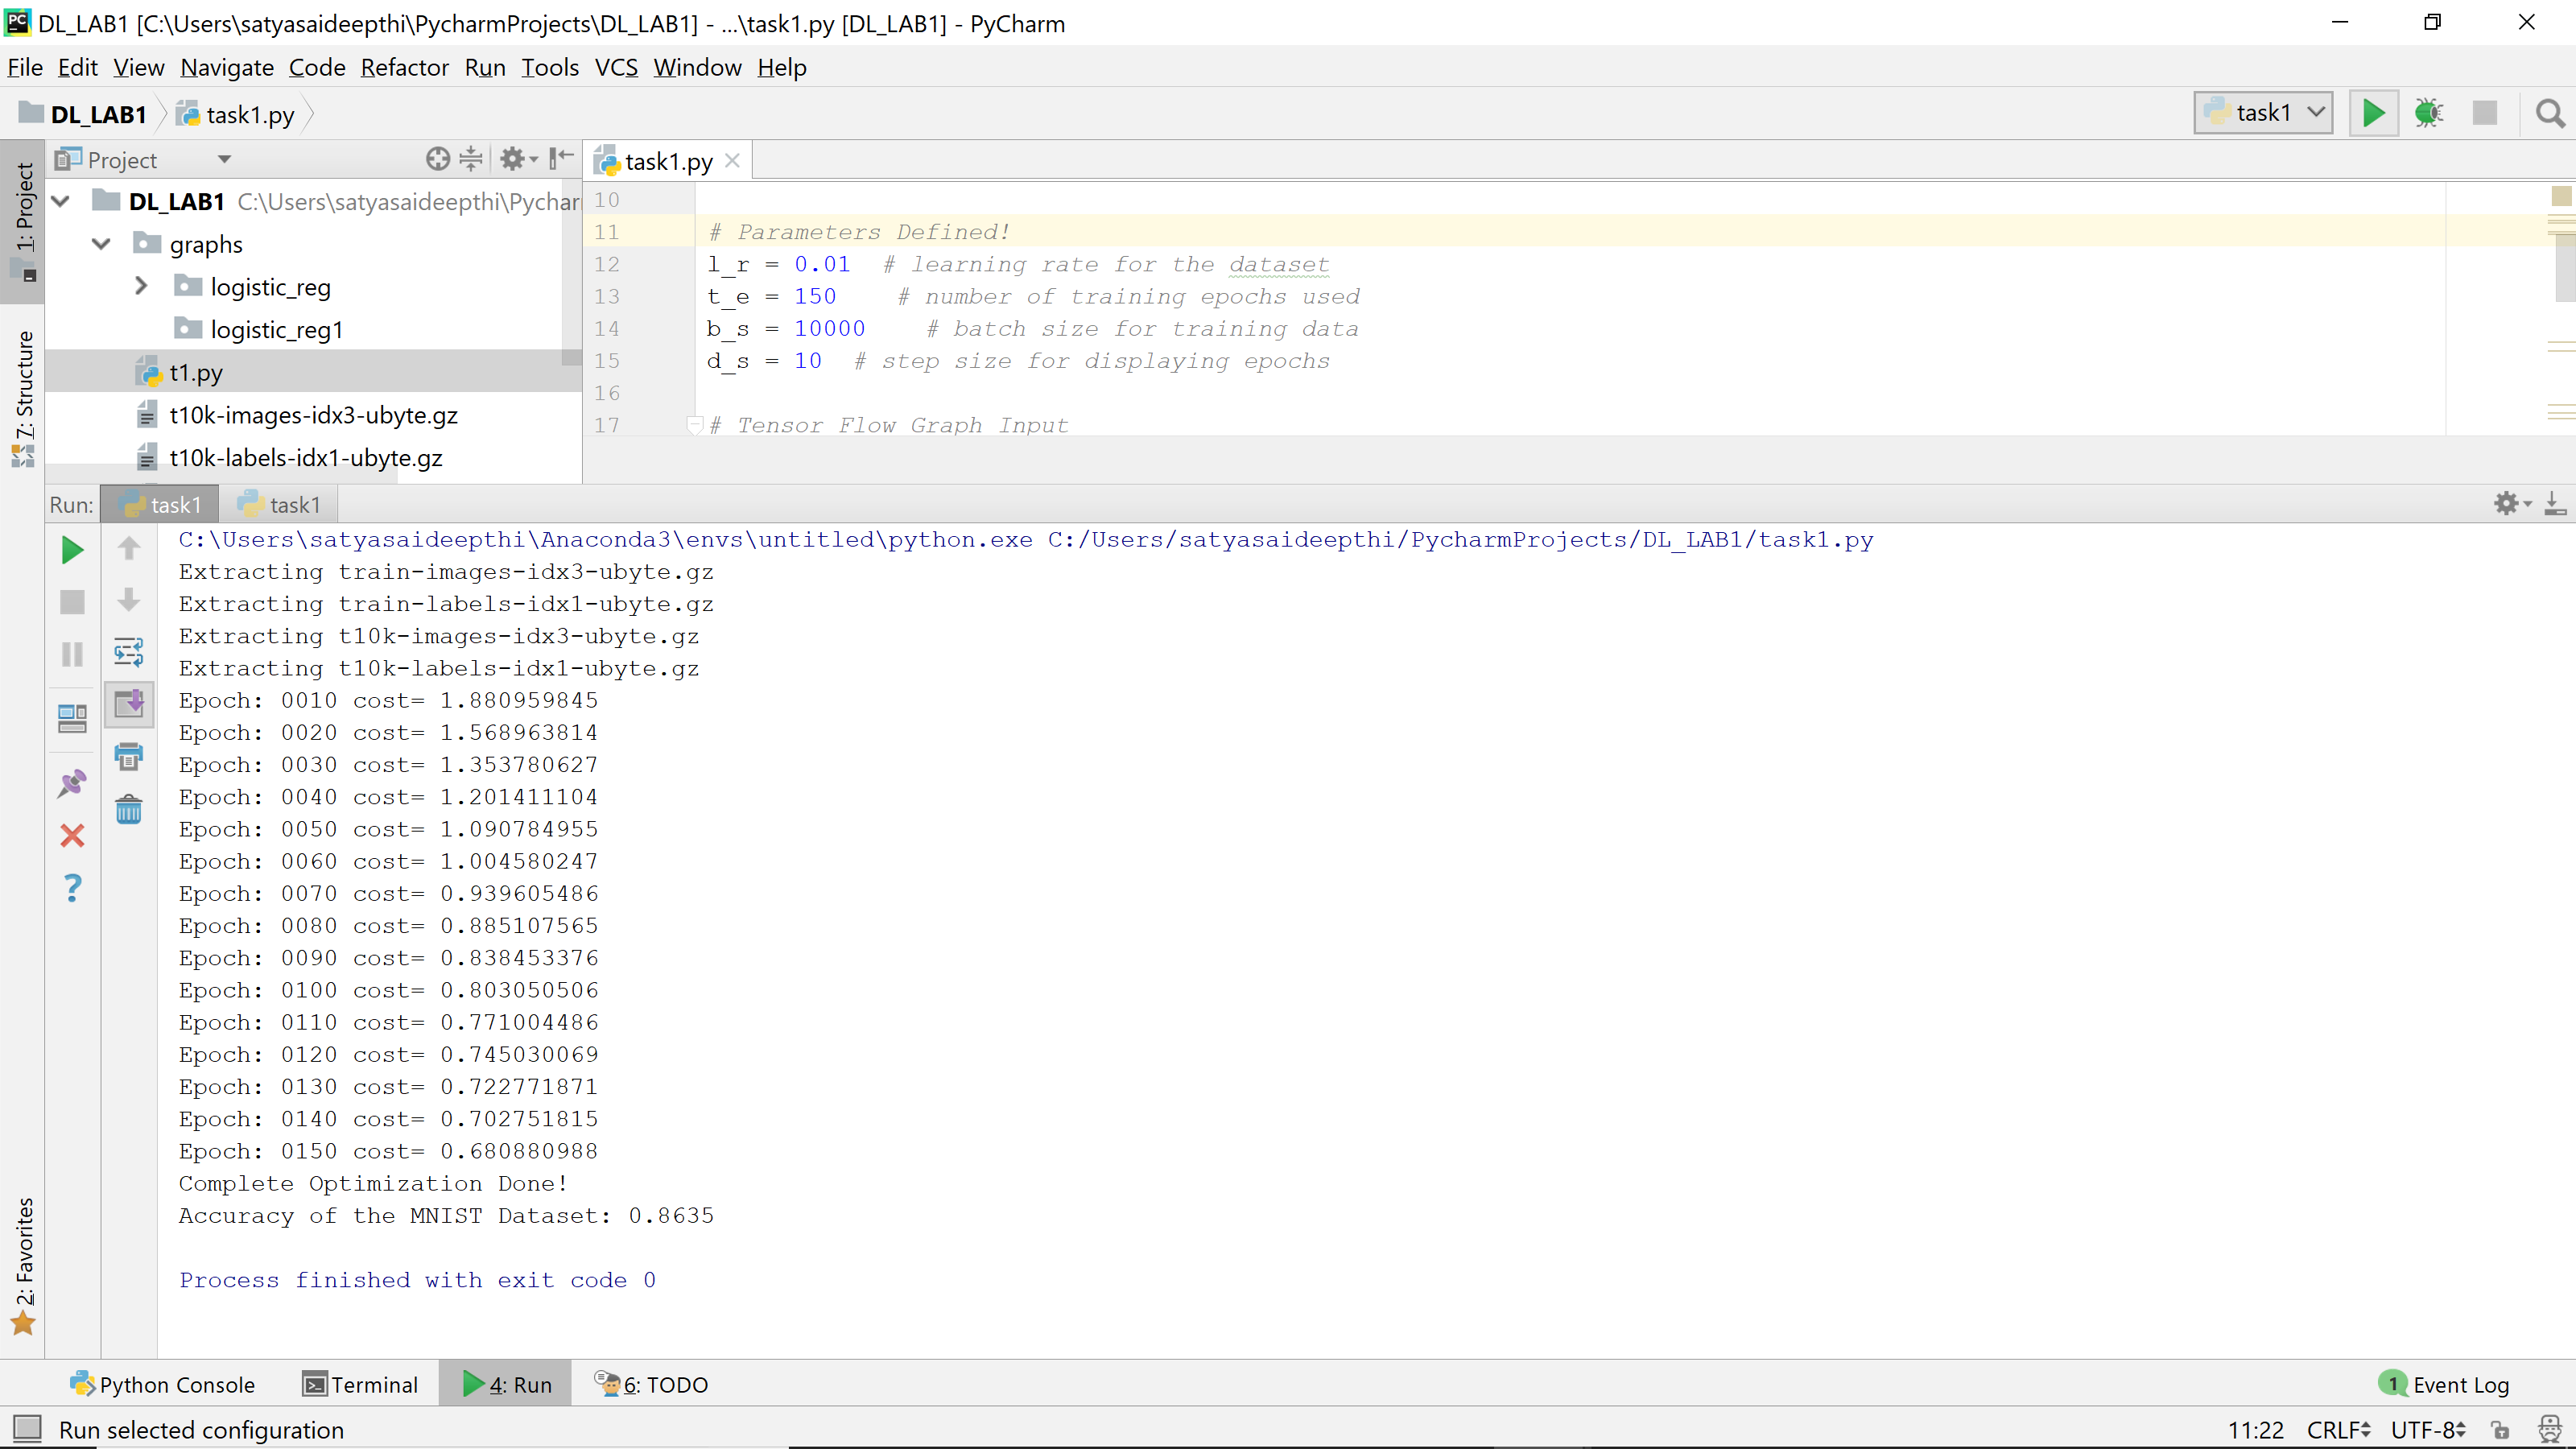 DL_LAB1 [C:\Users\satyasaideepthi\PycharmProjects\DL_LAB1] - ...\task1.py [DL_LAB1] - PyCharm
File Edit View Navigate Code Refactor Run Tools VCS Window Help
DL_LAB1 task1.py task1
1: Project
Project
task1.py
DL_LAB1 C:\Users\satyasaideepthi\Pychar
graphs
logistic_reg
logistic_reg1
t1.py
t10k-images-idx3-ubyte.gz
t10k-labels-idx1-ubyte.gz
7: Structure
10
11 # Parameters Defined!
12 l_r = 0.01 # learning rate for the dataset
13 t_e = 150 # number of training epochs used
14 b_s = 10000 # batch size for training data
15 d_s = 10 # step size for displaying epochs
16
17 # Tensor Flow Graph Input
Run: task1 task1
C:\Users\satyasaideepthi\Anaconda3\envs\untitled\python.exe C:/Users/satyasaideepthi/PycharmProjects/DL_LAB1/task1.py
Extracting train-images-idx3-ubyte.gz
Extracting train-labels-idx1-ubyte.gz
Extracting t10k-images-idx3-ubyte.gz
Extracting t10k-labels-idx1-ubyte.gz
Epoch: 0010 cost= 1.880959845
Epoch: 0020 cost= 1.568963814
Epoch: 0030 cost= 1.353780627
Epoch: 0040 cost= 1.201411104
Epoch: 0050 cost= 1.090784955
Epoch: 0060 cost= 1.004580247
Epoch: 0070 cost= 0.939605486
Epoch: 0080 cost= 0.885107565
Epoch: 0090 cost= 0.838453376
Epoch: 0100 cost= 0.803050506
Epoch: 0110 cost= 0.771004486
Epoch: 0120 cost= 0.745030069
Epoch: 0130 cost= 0.722771871
Epoch: 0140 cost= 0.702751815
Epoch: 0150 cost= 0.680880988
Complete Optimization Done!
Accuracy of the MNIST Dataset: 0.8635
Process finished with exit code 0
2: Favorites
Python Console Terminal 4: Run 6: TODO 1 Event Log
Run selected configuration 11:22 CRLF UTF-8